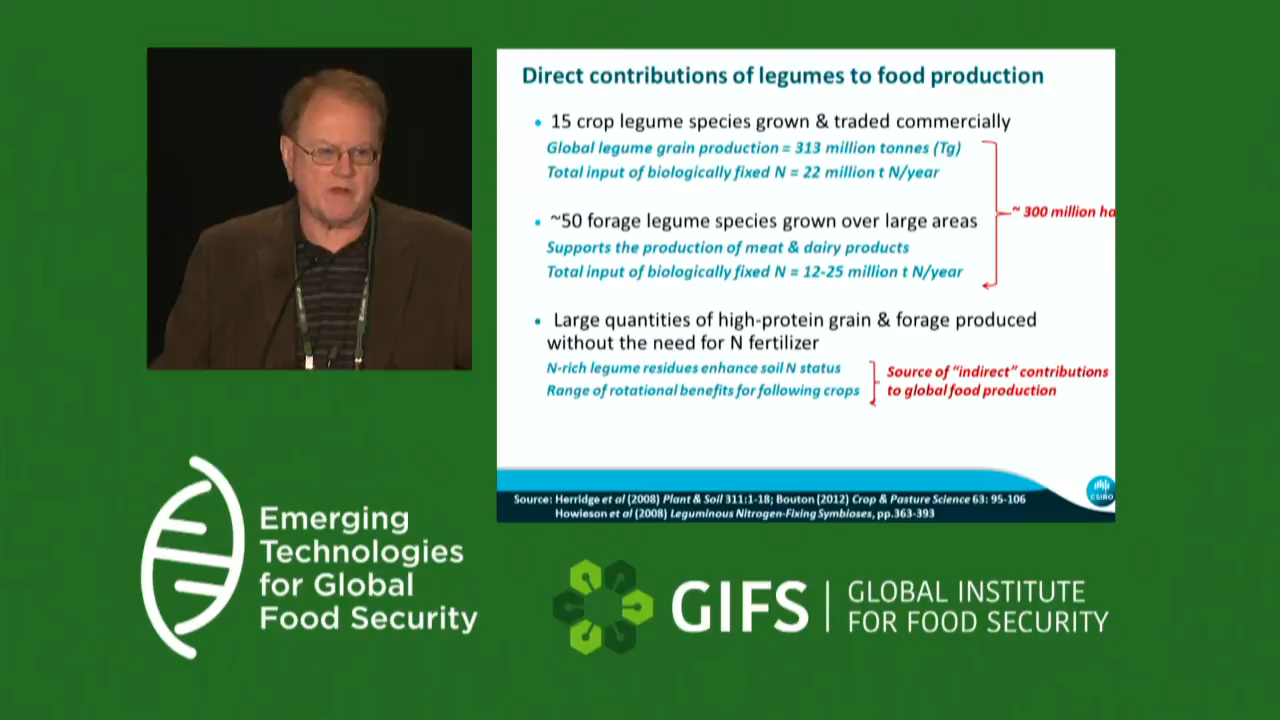 Direct contributions of legumes to food production
• 15 crop legume species grown & traded commercially
Global legume grain production = 313 million tonnes (Tg)
Total input of biologically fixed N = 22 million t N/year
~ 300 million ha
• ~50 forage legume species grown over large areas
Supports the production of meat & dairy products
Total input of biologically fixed N = 12-25 million t N/year
• Large quantities of high-protein grain & forage produced
without the need for N fertilizer
N-rich legume residues enhance soil N status
Range of rotational benefits for following crops
Source of “indirect” contributions
to global food production
Source: Herridge et al (2008) Plant & Soil 311:1-18; Bouton (2012) Crop & Pasture Science 63: 95-106
Howieson et al (2008) Leguminous Nitrogen-Fixing Symbioses, pp.363-393
CSIRO
Emerging
Technologies
for Global
Food Security
GIFS
GLOBAL INSTITUTE
FOR FOOD SECURITY